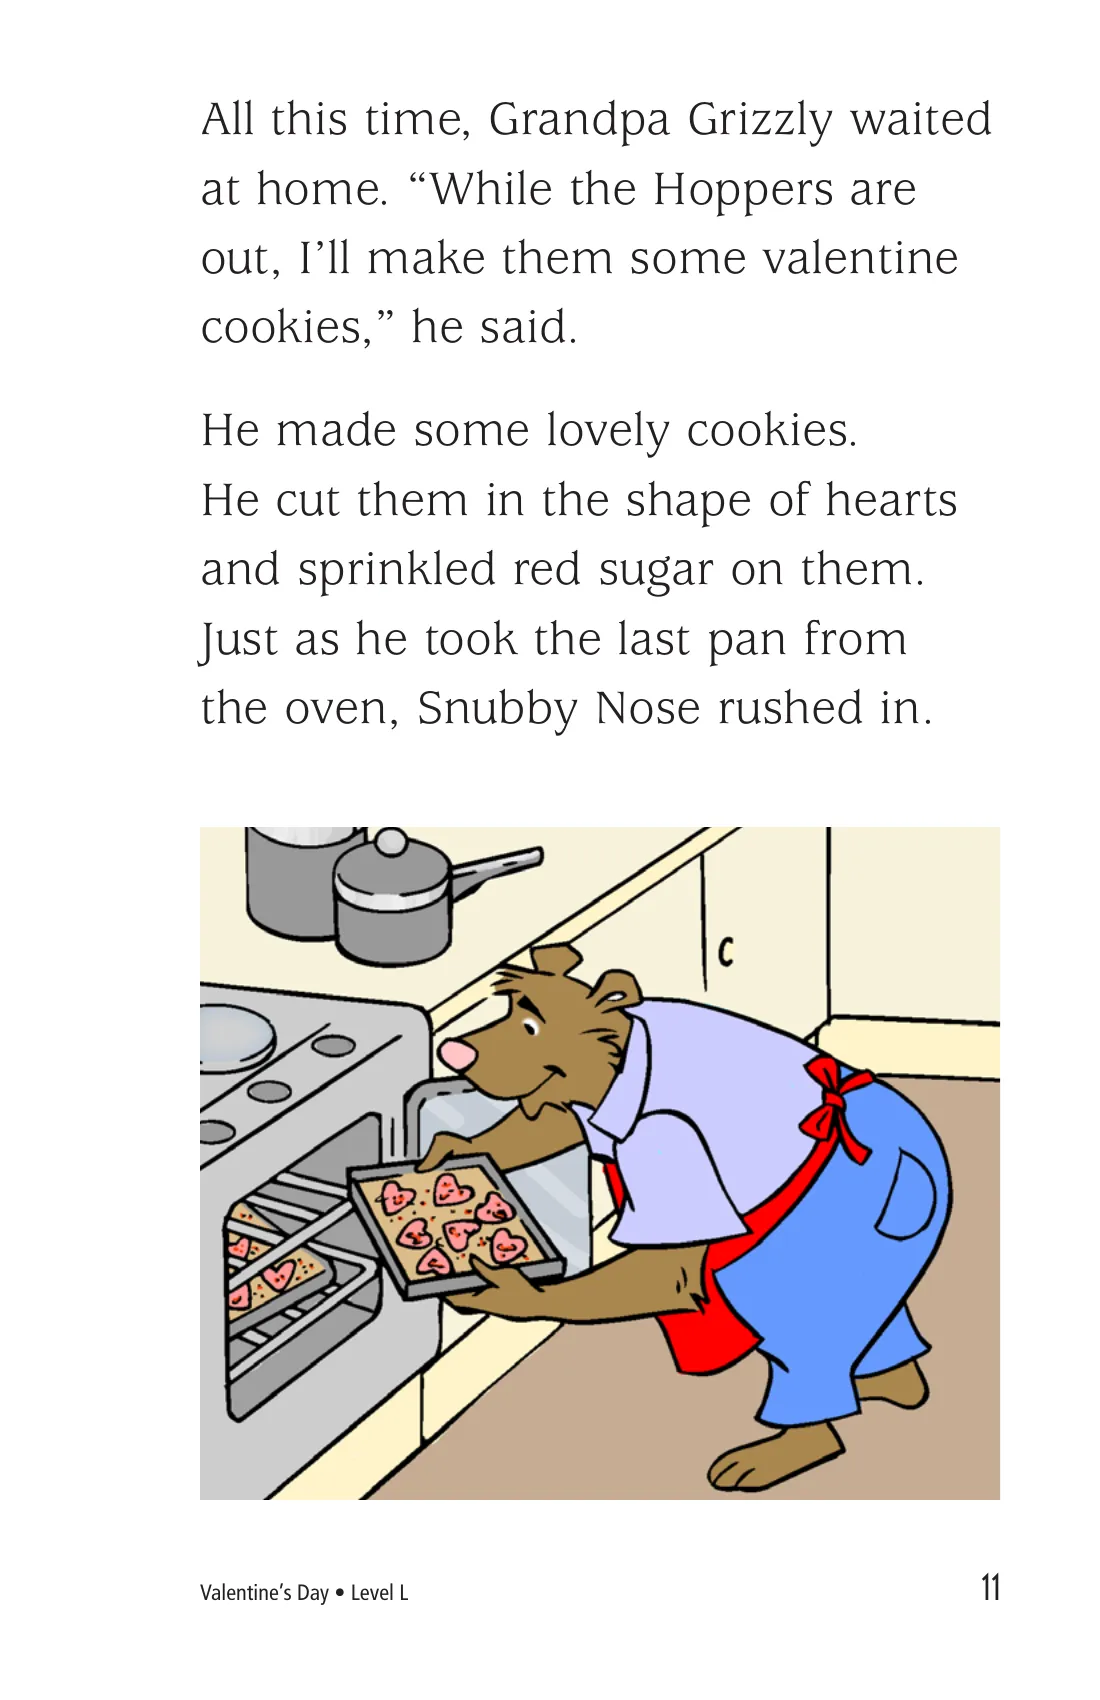 All this time, Grandpa Grizzly waited
at home. “While the Hoppers are
out, I’ll make them some valentine
cookies,” he said.
He made some lovely cookies.
He cut them in the shape of hearts
and sprinkled red sugar on them.
Just as he took the last pan from
the oven, Snubby Nose rushed in.
Valentine’s Day • Level L
11